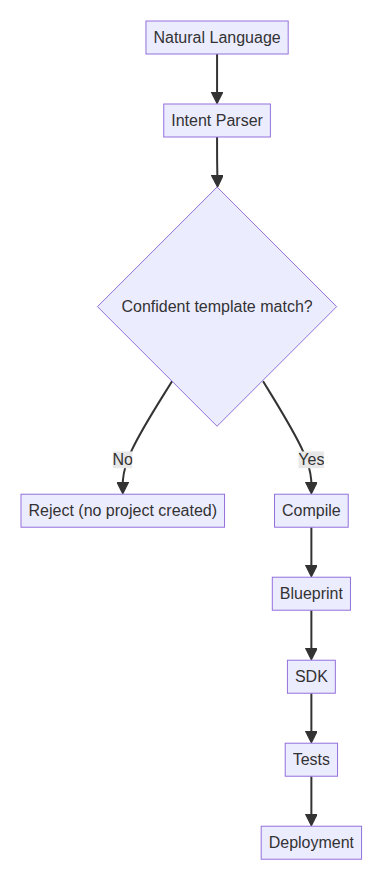 Natural Language
Intent Parser
Confident template match?
No
Yes
Reject (no project created)
Compile
Blueprint
SDK
Tests
Deployment